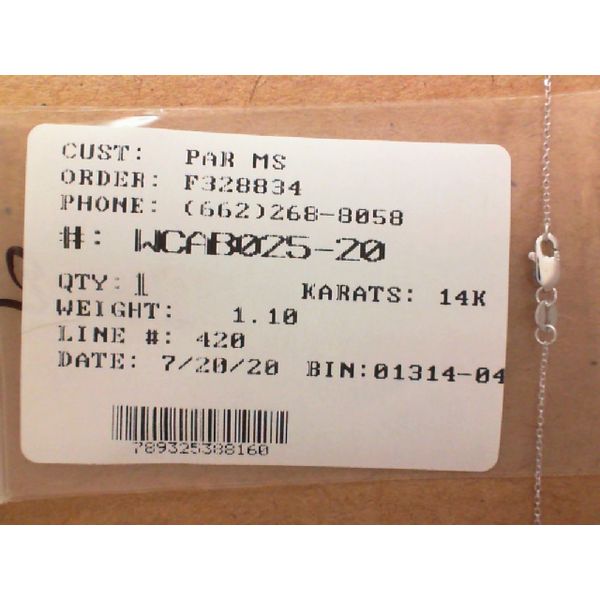 CUST: PAR MS
ORDER: F328834
PHONE: (662)268-8058
#: WCAB025-20
QTY: 1 KARATS: 14K
WEIGHT: 1.10
LINE #: 420
DATE: 7/20/20 BIN:01314-04
789325388160